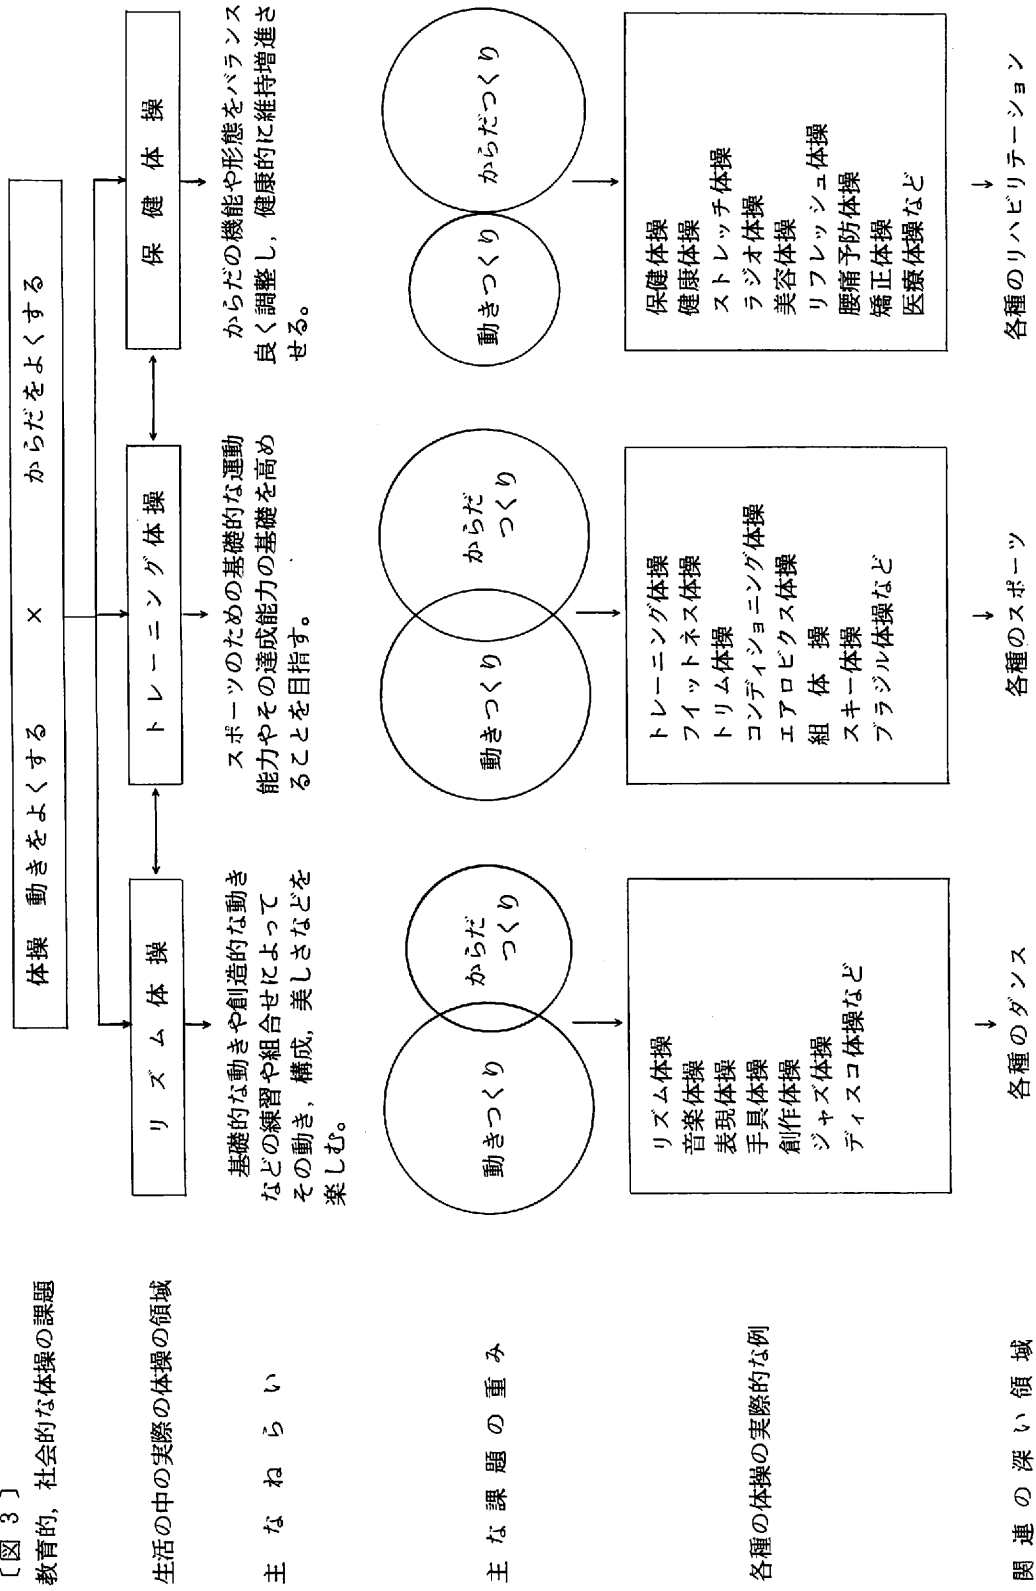 〔図 3〕
教育的，社会的な体操の課題
体操 動きをよくする × からだをよくする
生活の中の実際の体操の領域
リズム体操
トレーニング体操
保健体操
主なねらい
基礎的な動きや創造的な動き
などの練習や組合せによって
その動き，構成，美しさなどを
楽しむ。
スポーツのための基礎的な運動
能力やその達成能力の基礎を高め
ることを目指す。
からだの機能や形態をバランス
良く調整し，健康的に維持増進さ
せる。
主な課題の重み
動きつくり
からだ
つくり
動きつくり
からだ
つくり
動きつくり
からだつくり
各種の体操の実際的な例
リズム体操
音楽体操
表現体操
手具体操
創作体操
ジャズ体操
ディスコ体操など
トレーニング体操
フイットネス体操
トリム体操
コンディショニング体操
エアロビクス体操
組体操
スキー体操
ブラジル体操など
保健体操
健康体操
ストレッチ体操
ラジオ体操
美容体操
リフレッシュ体操
腰痛予防体操
矯正体操
医療体操など
関連の深い領域
各種のダンス
各種のスポーツ
各種のリハビリテーション